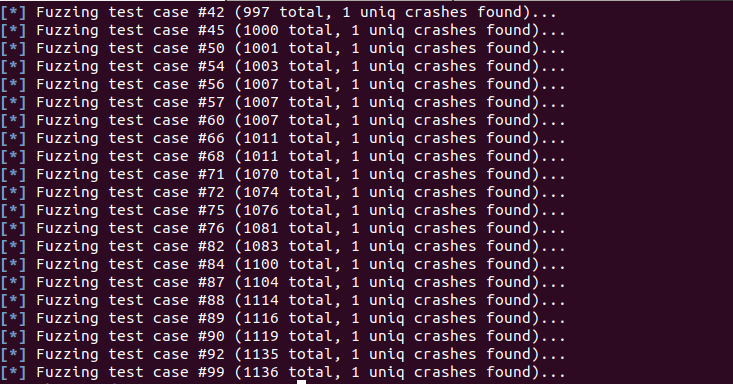 [*] Fuzzing test case #42 (997 total, 1 uniq crashes found)...
[*] Fuzzing test case #45 (1000 total, 1 uniq crashes found)...
[*] Fuzzing test case #50 (1001 total, 1 uniq crashes found)...
[*] Fuzzing test case #54 (1003 total, 1 uniq crashes found)...
[*] Fuzzing test case #56 (1007 total, 1 uniq crashes found)...
[*] Fuzzing test case #57 (1007 total, 1 uniq crashes found)...
[*] Fuzzing test case #60 (1007 total, 1 uniq crashes found)...
[*] Fuzzing test case #66 (1011 total, 1 uniq crashes found)...
[*] Fuzzing test case #68 (1011 total, 1 uniq crashes found)...
[*] Fuzzing test case #71 (1070 total, 1 uniq crashes found)...
[*] Fuzzing test case #72 (1074 total, 1 uniq crashes found)...
[*] Fuzzing test case #75 (1076 total, 1 uniq crashes found)...
[*] Fuzzing test case #76 (1081 total, 1 uniq crashes found)...
[*] Fuzzing test case #82 (1083 total, 1 uniq crashes found)...
[*] Fuzzing test case #84 (1100 total, 1 uniq crashes found)...
[*] Fuzzing test case #87 (1104 total, 1 uniq crashes found)...
[*] Fuzzing test case #88 (1114 total, 1 uniq crashes found)...
[*] Fuzzing test case #89 (1116 total, 1 uniq crashes found)...
[*] Fuzzing test case #90 (1119 total, 1 uniq crashes found)...
[*] Fuzzing test case #92 (1135 total, 1 uniq crashes found)...
[*] Fuzzing test case #99 (1136 total, 1 uniq crashes found)...